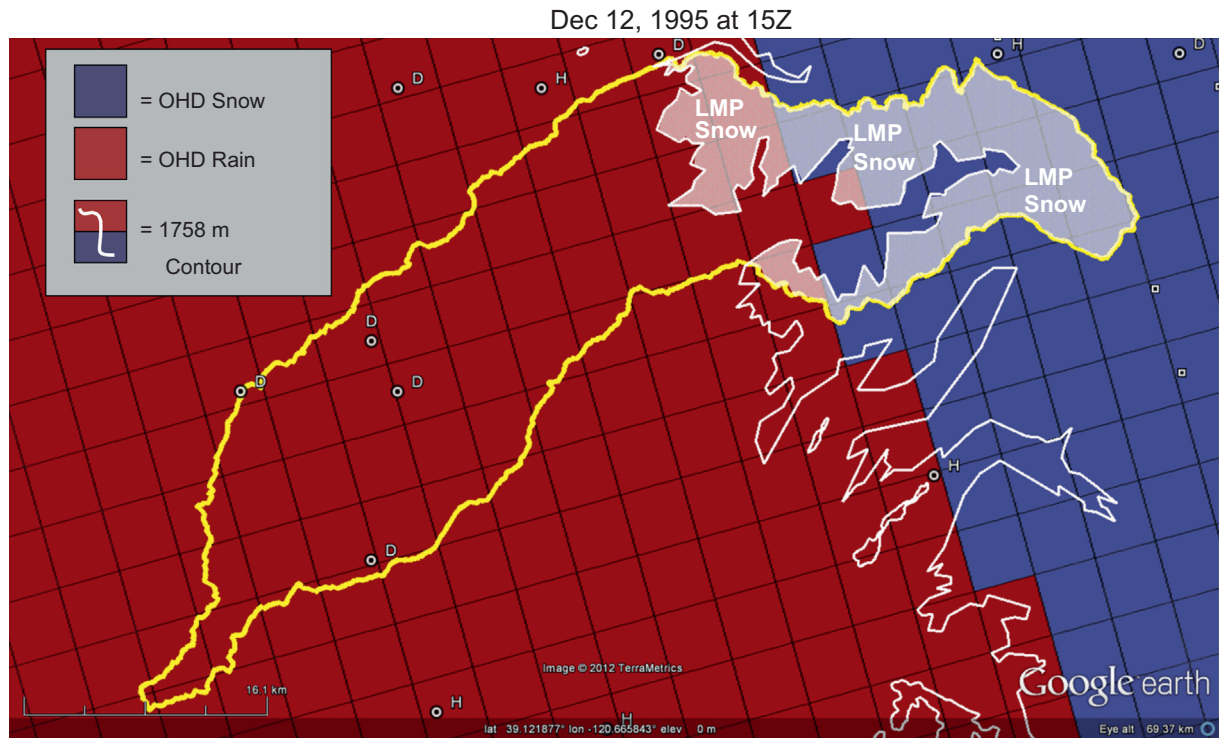 Dec 12, 1995 at 15Z
D
H
D
D
H
= OHD Snow
= OHD Rain
= 1758 m
Contour
LMP
Snow
LMP
Snow
LMP
Snow
D
D
D
H
D
Image © 2012 TerraMetrics
16.1 km
Google earth
H
H
lat 39.121877° lon -120.665843° elev 0 m
Eye alt 69.37 km